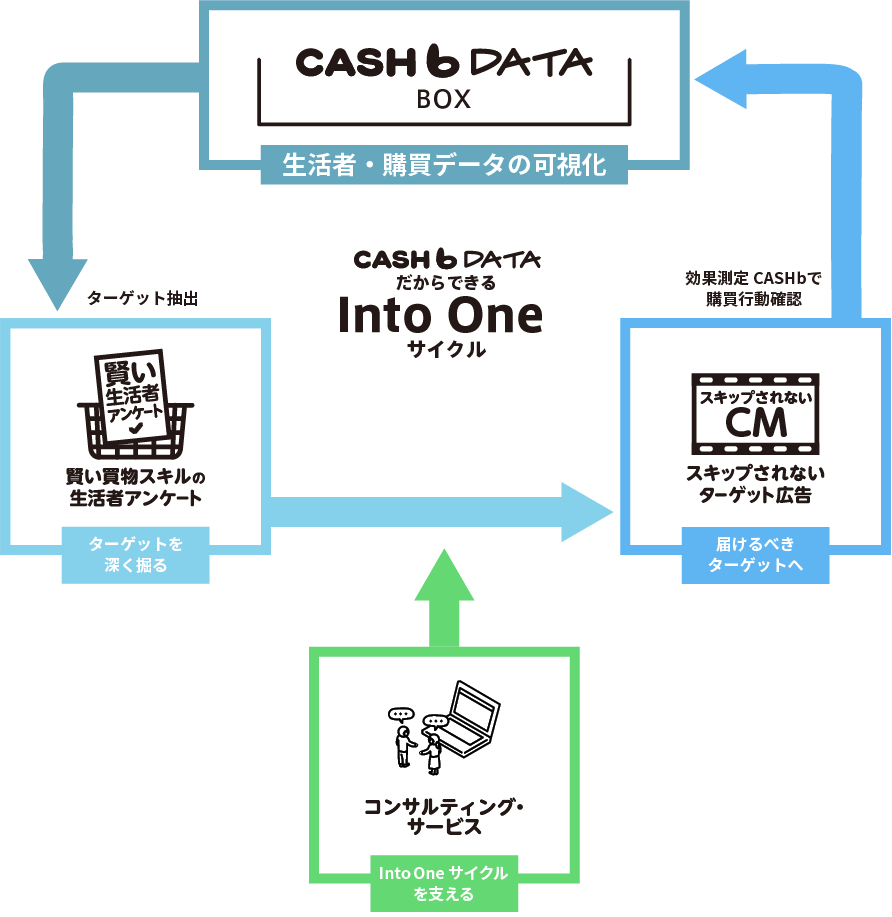 CASH b DATA
BOX
生活者・購買データの可視化
CASH b DATA
だからできる
Into One
サイクル
ターゲット抽出
効果測定 CASHbで
購買行動確認
賢い
生活者
アンケート
賢い買物スキルの
生活者アンケート
ターゲットを
深く掘る
スキップされない
CM
スキップされない
ターゲット広告
届けるべき
ターゲットへ
コンサルティング・
サービス
Into One サイクル
を支える